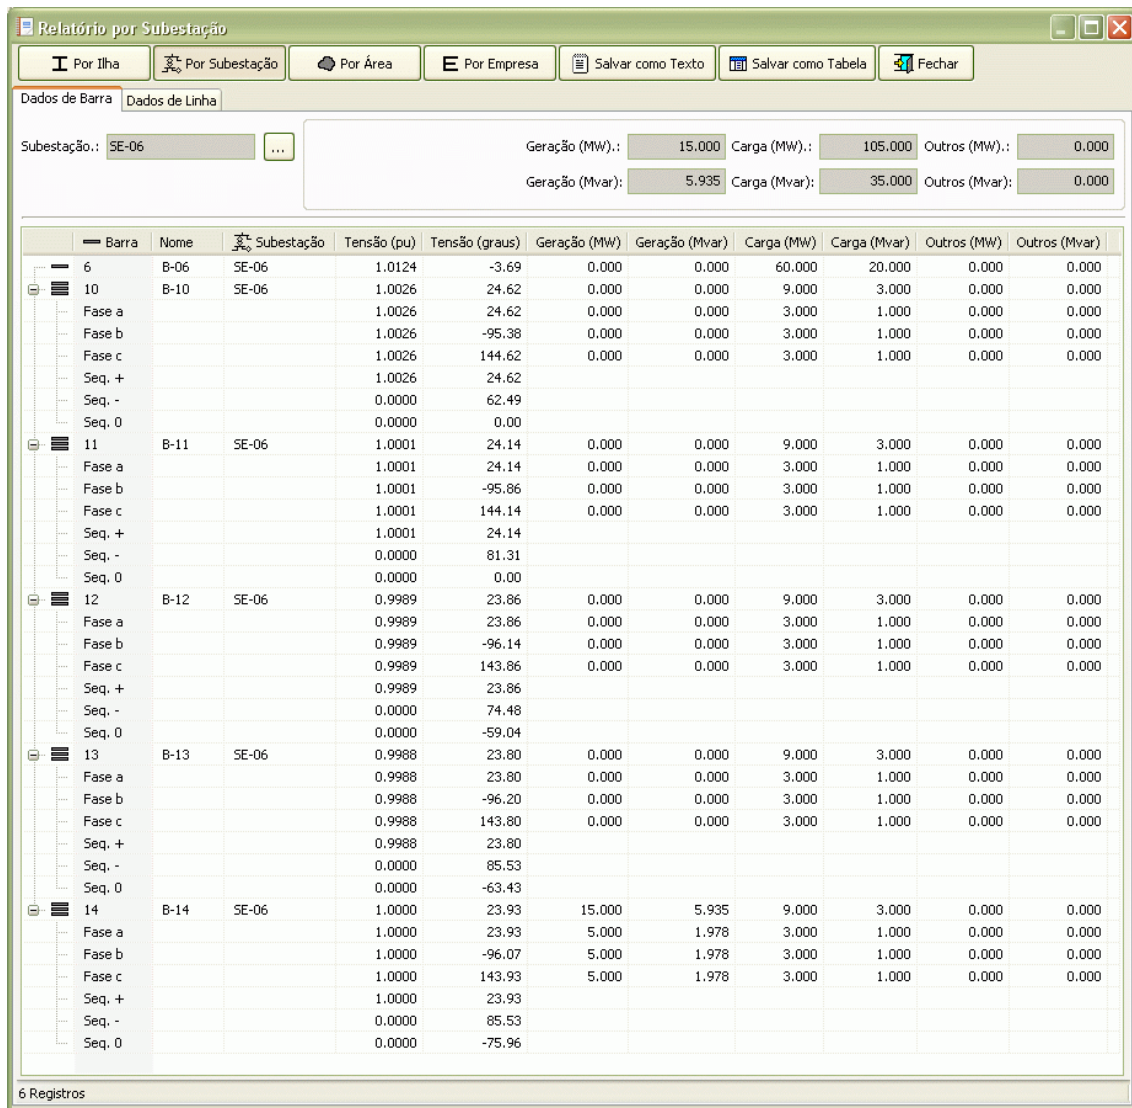 Relatório por Subestação
Por Ilha Por Subestação Por Área Por Empresa Salvar como Texto Salvar como Tabela Fechar
Dados de Barra Dados de Linha
Subestação.: SE-06 ... Geração (MW).: 15.000 Carga (MW).: 105.000 Outros (MW).: 0.000
Geração (Mvar): 5.935 Carga (Mvar): 35.000 Outros (Mvar): 0.000
Barra Nome Subestação Tensão (pu) Tensão (graus) Geração (MW) Geração (Mvar) Carga (MW) Carga (Mvar) Outros (MW) Outros (Mvar)
6 B-06 SE-06 1.0124 -3.69 0.000 0.000 60.000 20.000 0.000 0.000
10 B-10 SE-06 1.0026 24.62 0.000 0.000 9.000 3.000 0.000 0.000
Fase a 1.0026 24.62 0.000 0.000 3.000 1.000 0.000 0.000
Fase b 1.0026 -95.38 0.000 0.000 3.000 1.000 0.000 0.000
Fase c 1.0026 144.62 0.000 0.000 3.000 1.000 0.000 0.000
Seq. + 1.0026 24.62
Seq. - 0.0000 62.49
Seq. 0 0.0000 0.00
11 B-11 SE-06 1.0001 24.14 0.000 0.000 9.000 3.000 0.000 0.000
Fase a 1.0001 24.14 0.000 0.000 3.000 1.000 0.000 0.000
Fase b 1.0001 -95.86 0.000 0.000 3.000 1.000 0.000 0.000
Fase c 1.0001 144.14 0.000 0.000 3.000 1.000 0.000 0.000
Seq. + 1.0001 24.14
Seq. - 0.0000 81.31
Seq. 0 0.0000 0.00
12 B-12 SE-06 0.9989 23.86 0.000 0.000 9.000 3.000 0.000 0.000
Fase a 0.9989 23.86 0.000 0.000 3.000 1.000 0.000 0.000
Fase b 0.9989 -96.14 0.000 0.000 3.000 1.000 0.000 0.000
Fase c 0.9989 143.86 0.000 0.000 3.000 1.000 0.000 0.000
Seq. + 0.9989 23.86
Seq. - 0.0000 74.48
Seq. 0 0.0000 -59.04
13 B-13 SE-06 0.9988 23.80 0.000 0.000 9.000 3.000 0.000 0.000
Fase a 0.9988 23.80 0.000 0.000 3.000 1.000 0.000 0.000
Fase b 0.9988 -96.20 0.000 0.000 3.000 1.000 0.000 0.000
Fase c 0.9988 143.80 0.000 0.000 3.000 1.000 0.000 0.000
Seq. + 0.9988 23.80
Seq. - 0.0000 85.53
Seq. 0 0.0000 -63.43
14 B-14 SE-06 1.0000 23.93 15.000 5.935 9.000 3.000 0.000 0.000
Fase a 1.0000 23.93 5.000 1.978 3.000 1.000 0.000 0.000
Fase b 1.0000 -96.07 5.000 1.978 3.000 1.000 0.000 0.000
Fase c 1.0000 143.93 5.000 1.978 3.000 1.000 0.000 0.000
Seq. + 1.0000 23.93
Seq. - 0.0000 85.53
Seq. 0 0.0000 -75.96
6 Registros